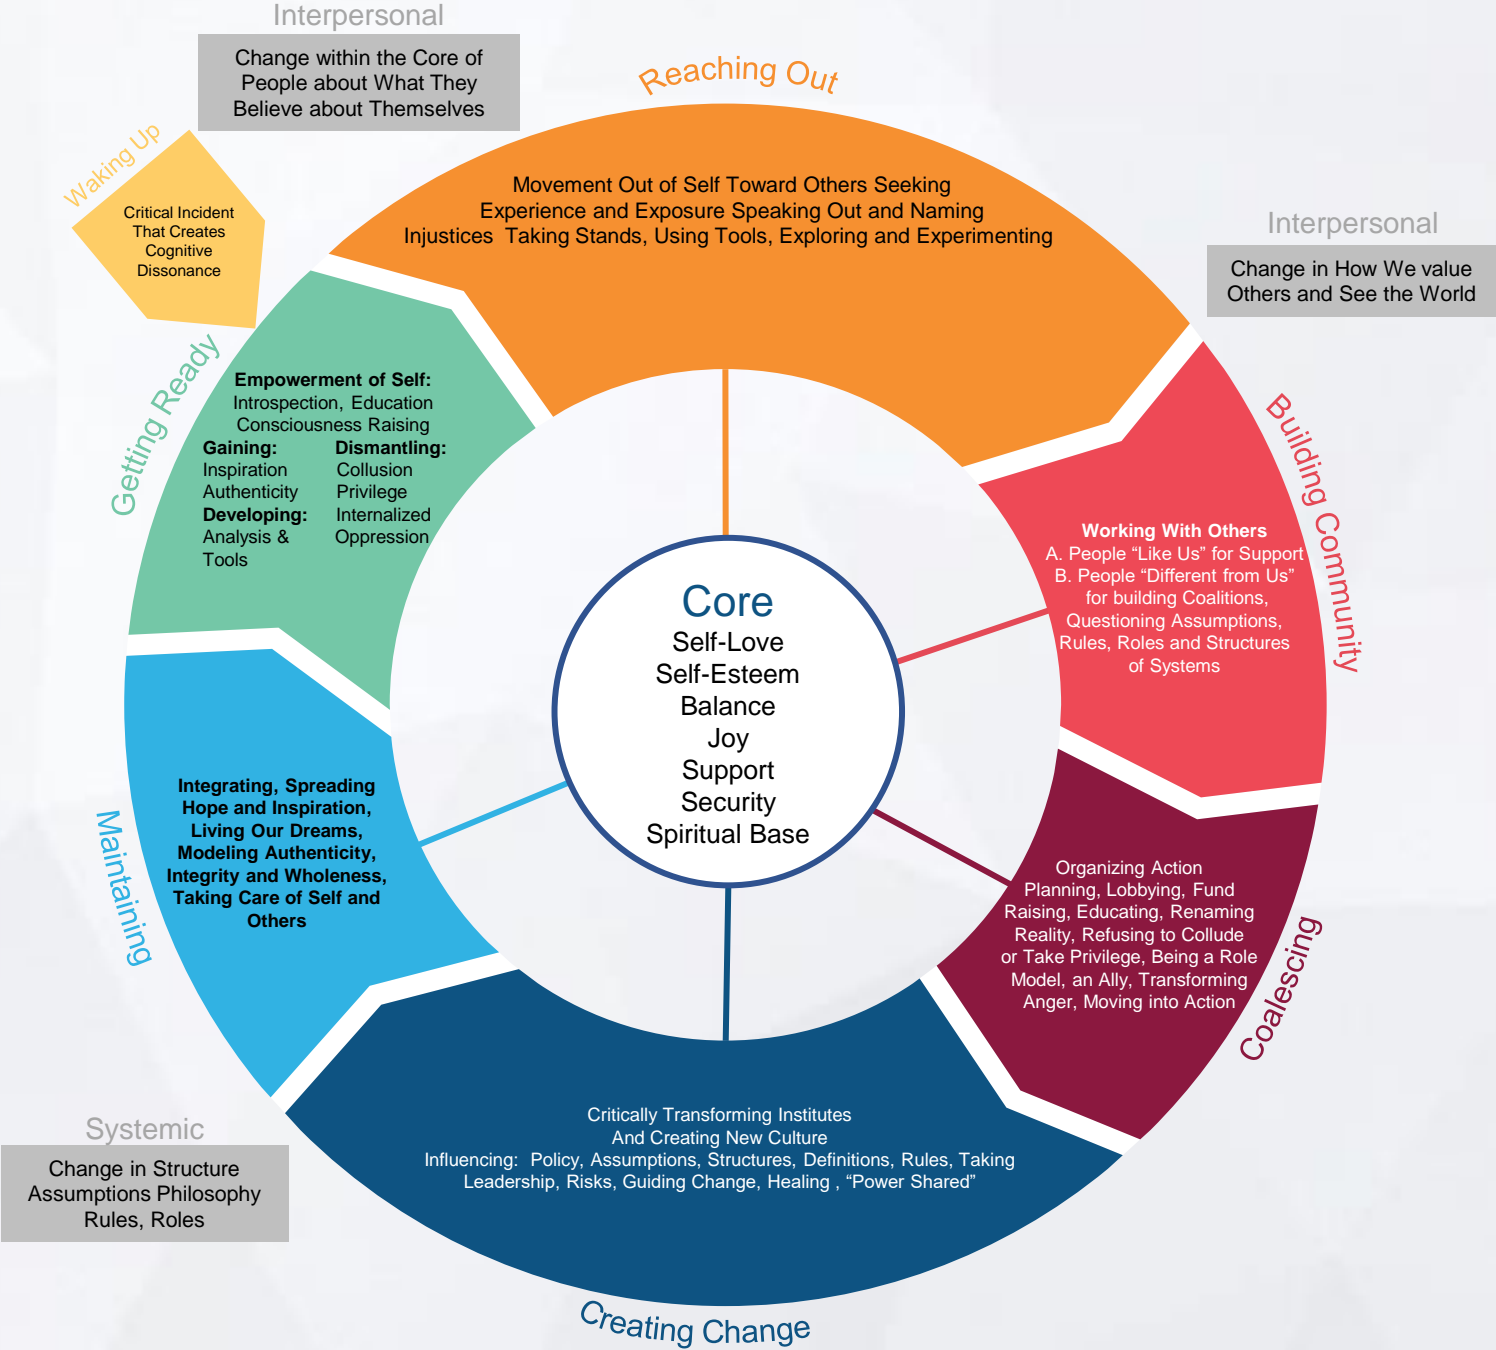 Interpersonal
Change within the Core of
People about What They
Believe about Themselves
Waking Up
Critical Incident
That Creates
Cognitive
Dissonance
Reaching Out
Movement Out of Self Toward Others Seeking
Experience and Exposure Speaking Out and Naming
Injustices  Taking Stands, Using Tools, Exploring and Experimenting
Interpersonal
Change in How We value
Others and See the World
Getting Ready
Empowerment of Self:
Introspection, Education
Consciousness Raising
Gaining:
Inspiration
Authenticity
Developing:
Analysis &
Tools
Dismantling:
Collusion
Privilege
Internalized
Oppression
Building Community
Working With Others
A. People “Like Us” for Support
B. People “Different from Us”
for building Coalitions,
Questioning Assumptions,
Rules, Roles and Structures
of Systems
Core
Self-Love
Self-Esteem
Balance
Joy
Support
Security
Spiritual Base
Maintaining
Integrating, Spreading
Hope and Inspiration,
Living Our Dreams,
Modeling Authenticity,
Integrity and Wholeness,
Taking Care of Self and
Others
Coalescing
Organizing Action
Planning, Lobbying, Fund
Raising, Educating, Renaming
Reality, Refusing to Collude
or Take Privilege, Being a Role
Model, an Ally, Transforming
Anger, Moving into Action
Systemic
Change in Structure
Assumptions Philosophy
Rules, Roles
Critically Transforming Institutes
And Creating New Culture
Influencing:  Policy, Assumptions, Structures, Definitions, Rules, Taking
Leadership, Risks, Guiding Change, Healing , “Power Shared”
Creating Change